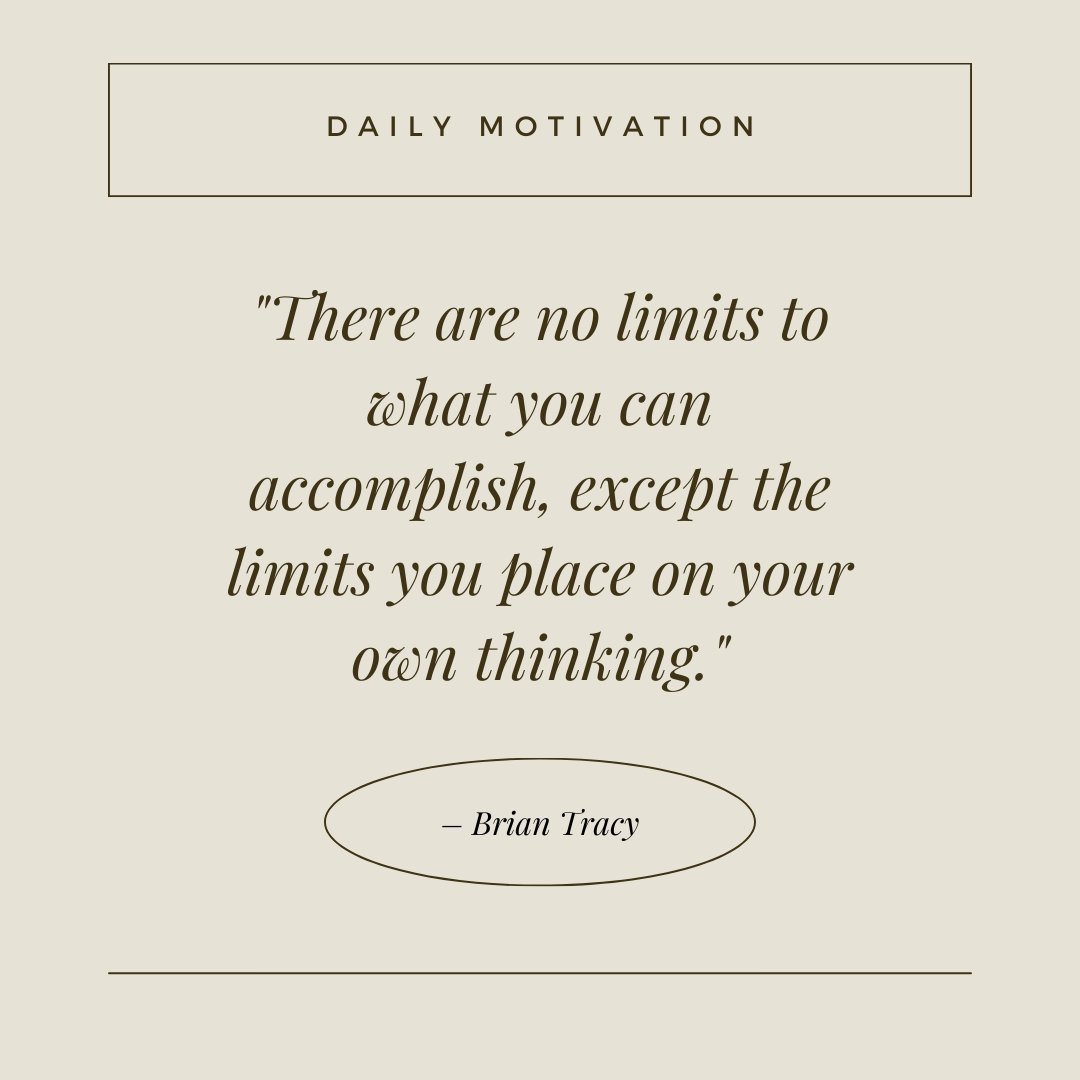 DAILY MOTIVATION
"There are no limits to
what you can
accomplish, except the
limits you place on your
own thinking."
– Brian Tracy